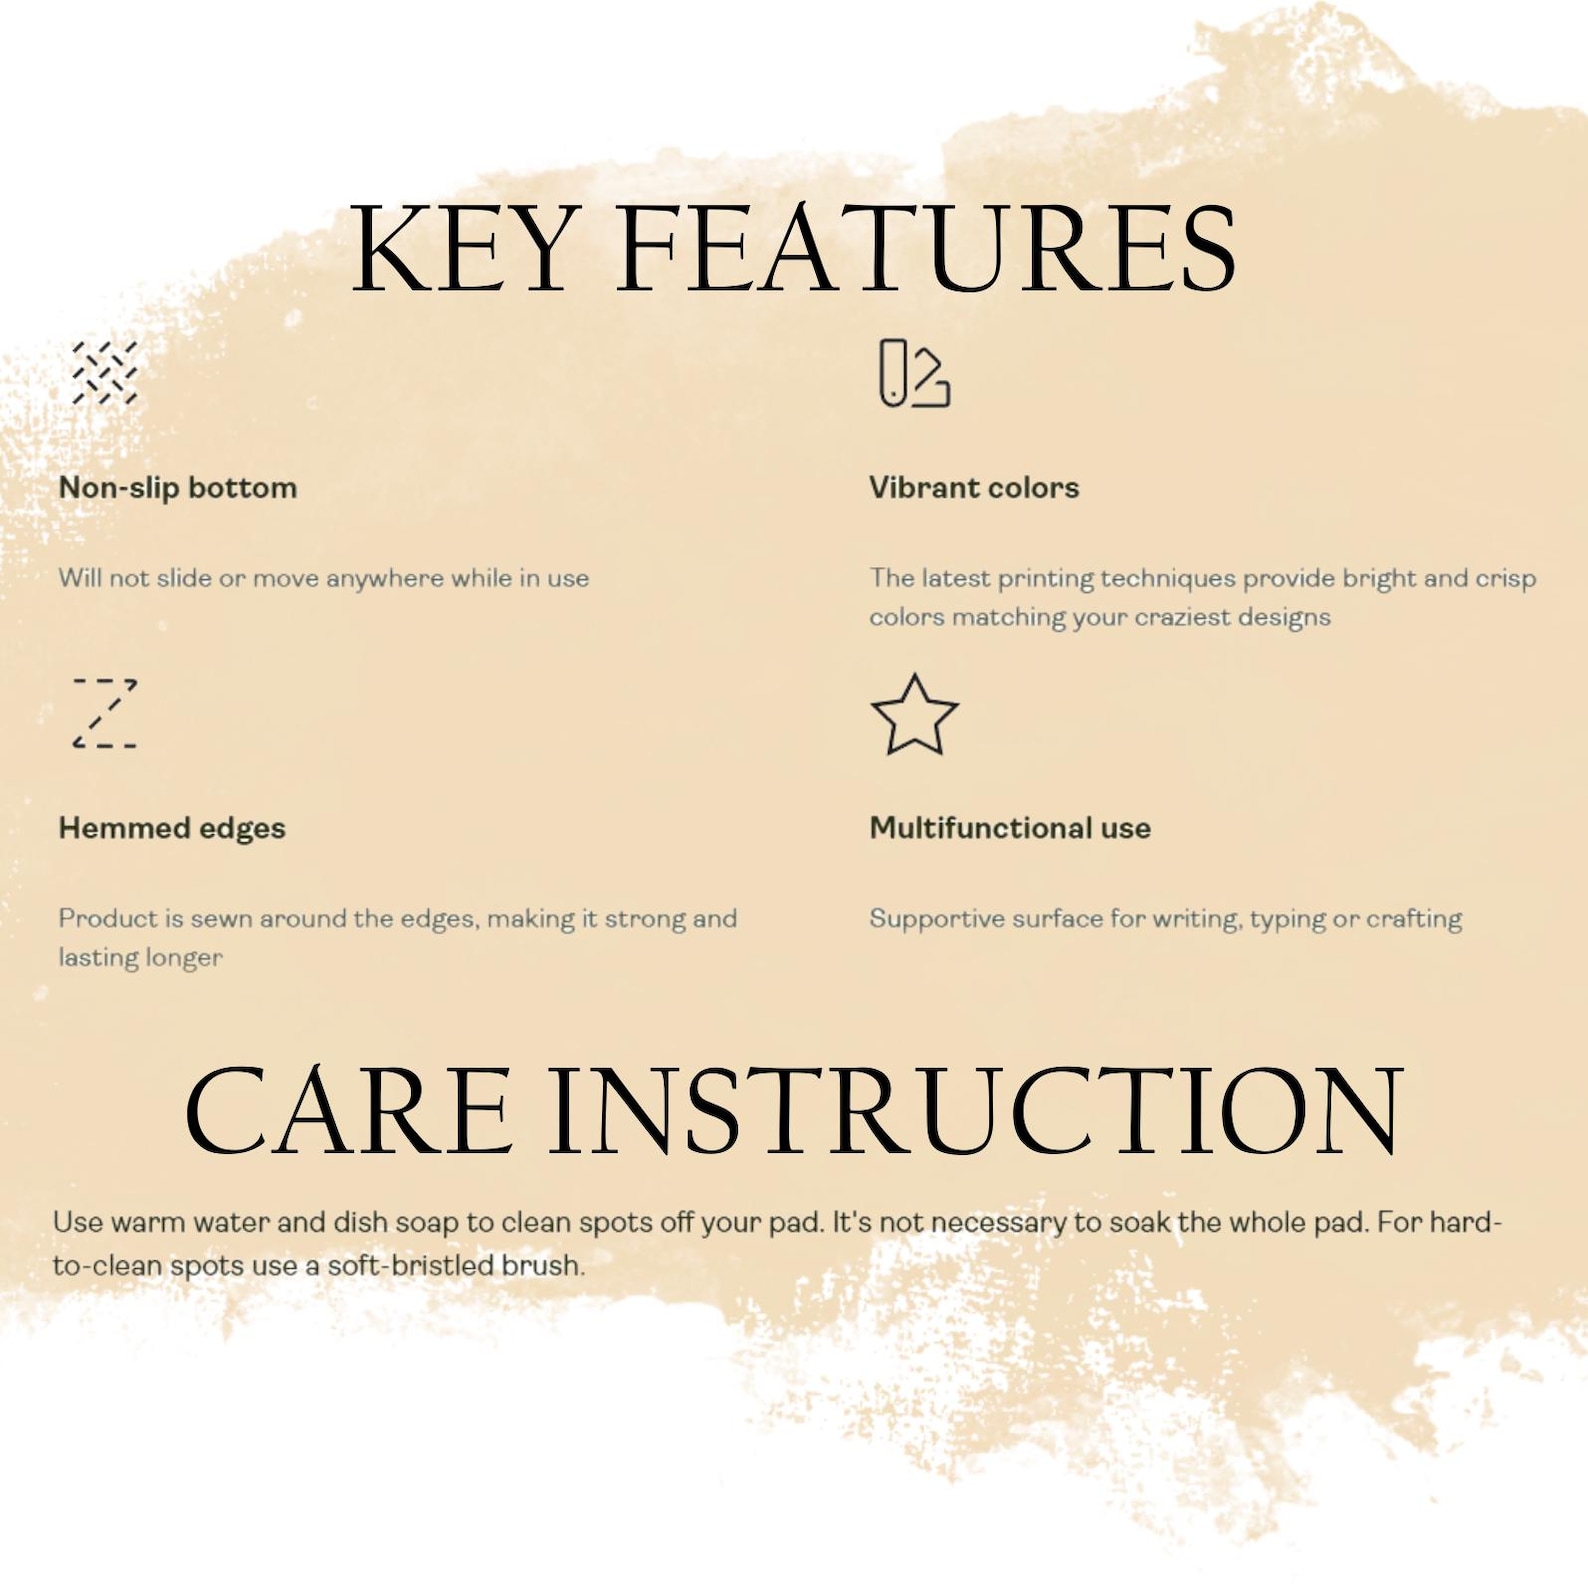 KEY FEATURES
Non-slip bottom
Will not slide or move anywhere while in use
Vibrant colors
The latest printing techniques provide bright and crisp
colors matching your craziest designs
Hemmed edges
Product is sewn around the edges, making it strong and
lasting longer
Multifunctional use
Supportive surface for writing, typing or crafting
CARE INSTRUCTION
Use warm water and dish soap to clean spots off your pad. It's not necessary to soak the whole pad. For hard-
to-clean spots use a soft-bristled brush.